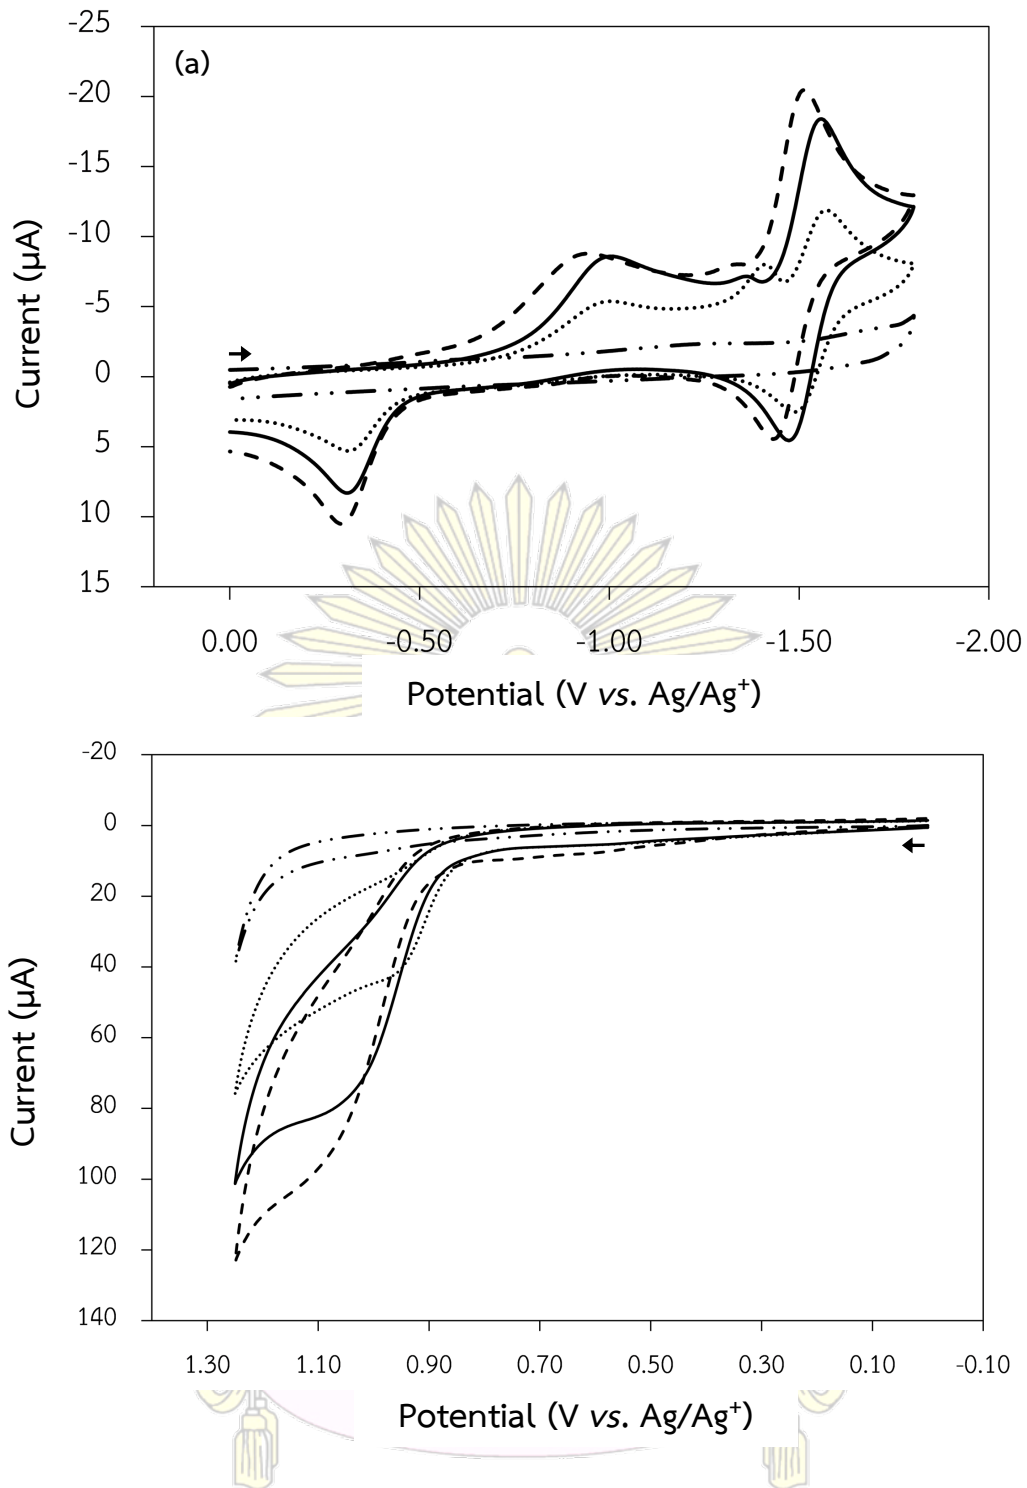 -25
(a)
-20
-15
-10
-5
0
5
10
15
Current (µA)
0.00 -0.50 -1.00 -1.50 -2.00
Potential (V vs. Ag/Ag⁺)
-20
0
20
40
60
80
100
120
140
Current (µA)
1.30 1.10 0.90 0.70 0.50 0.30 0.10 -0.10
Potential (V vs. Ag/Ag⁺)